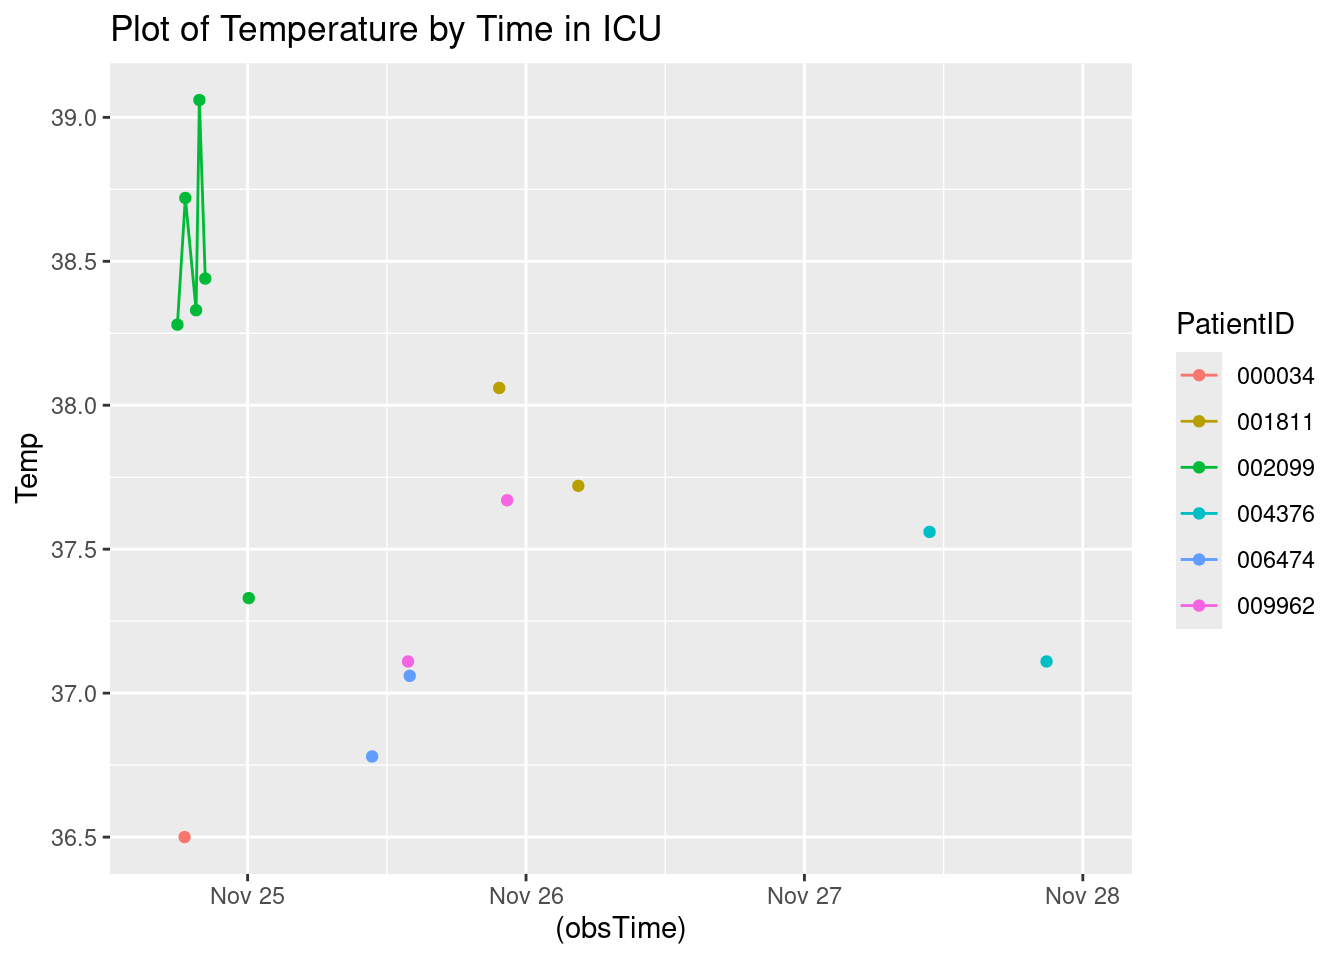 Plot of Temperature by Time in ICU
39.0
38.5
38.0
37.5
37.0
36.5
Temp
Nov 25 Nov 26 Nov 27 Nov 28
(obsTime)
PatientID
000034
001811
002099
004376
006474
009962